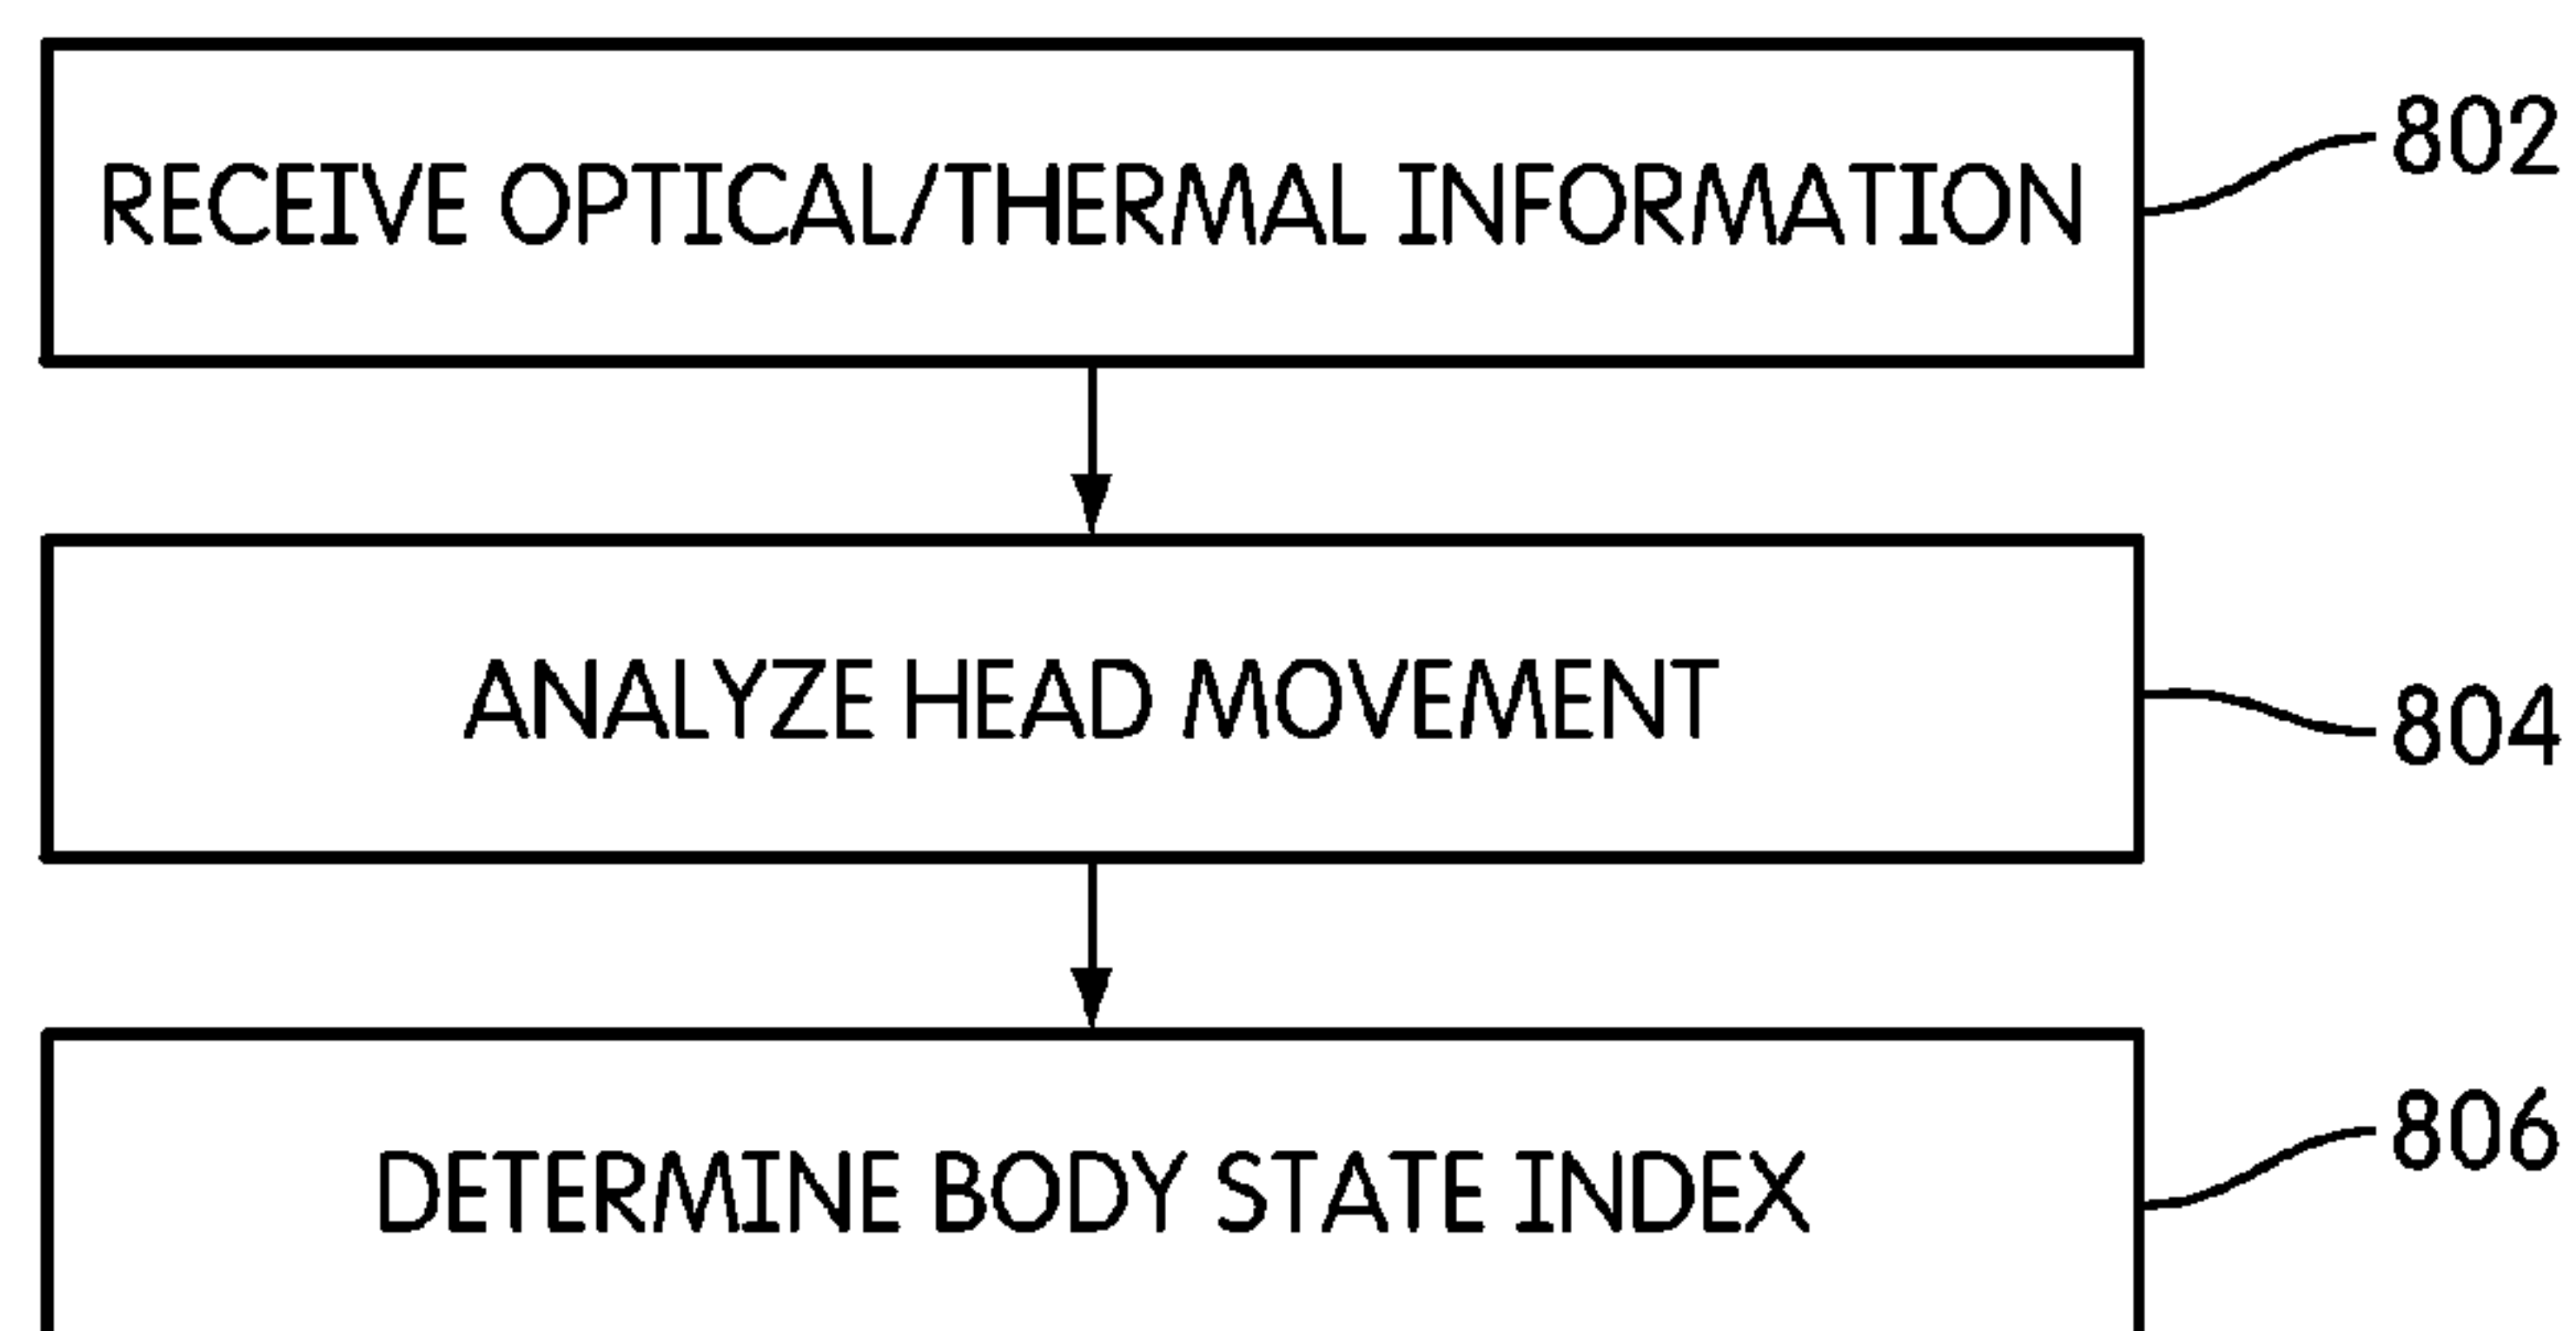 RECEIVE OPTICAL/THERMAL INFORMATION
802
ANALYZE HEAD MOVEMENT
804
DETERMINE BODY STATE INDEX
806